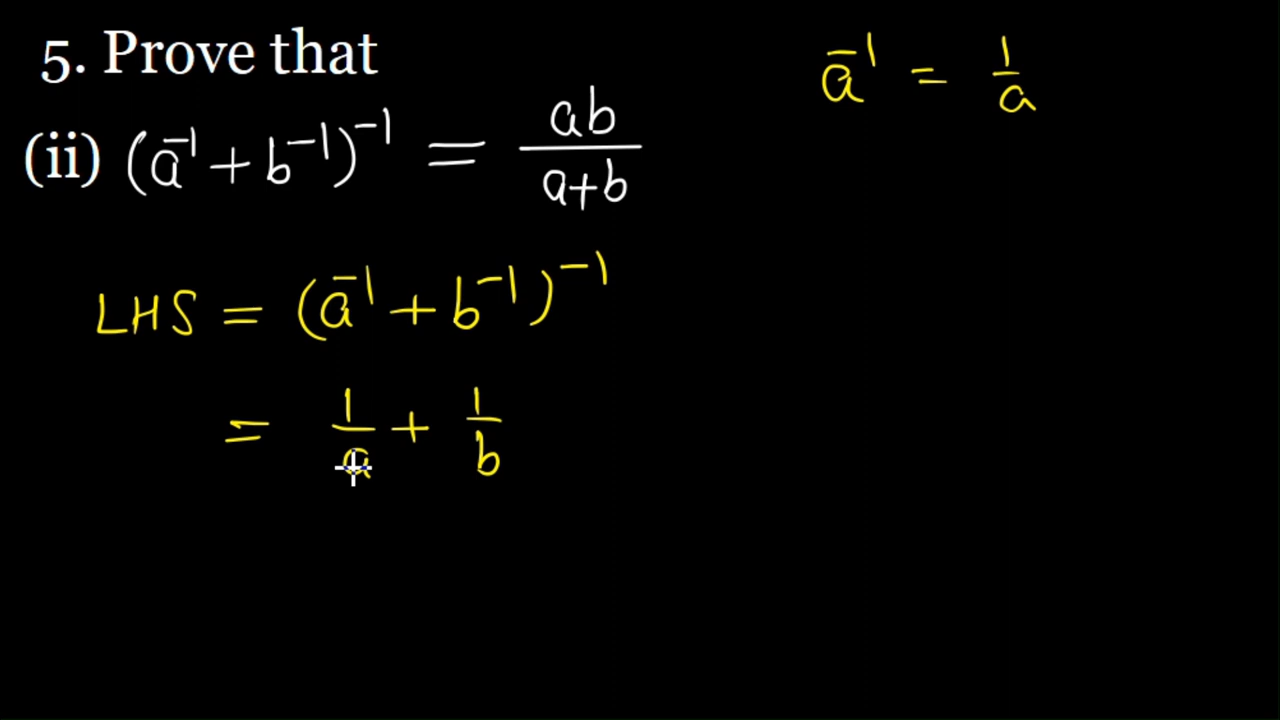 5. Prove that
a⁻¹ = 1/a
(ii) (a⁻¹ + b⁻¹)⁻¹ = ab/(a+b)
LHS = (a⁻¹ + b⁻¹)⁻¹
= 1/a + 1/b